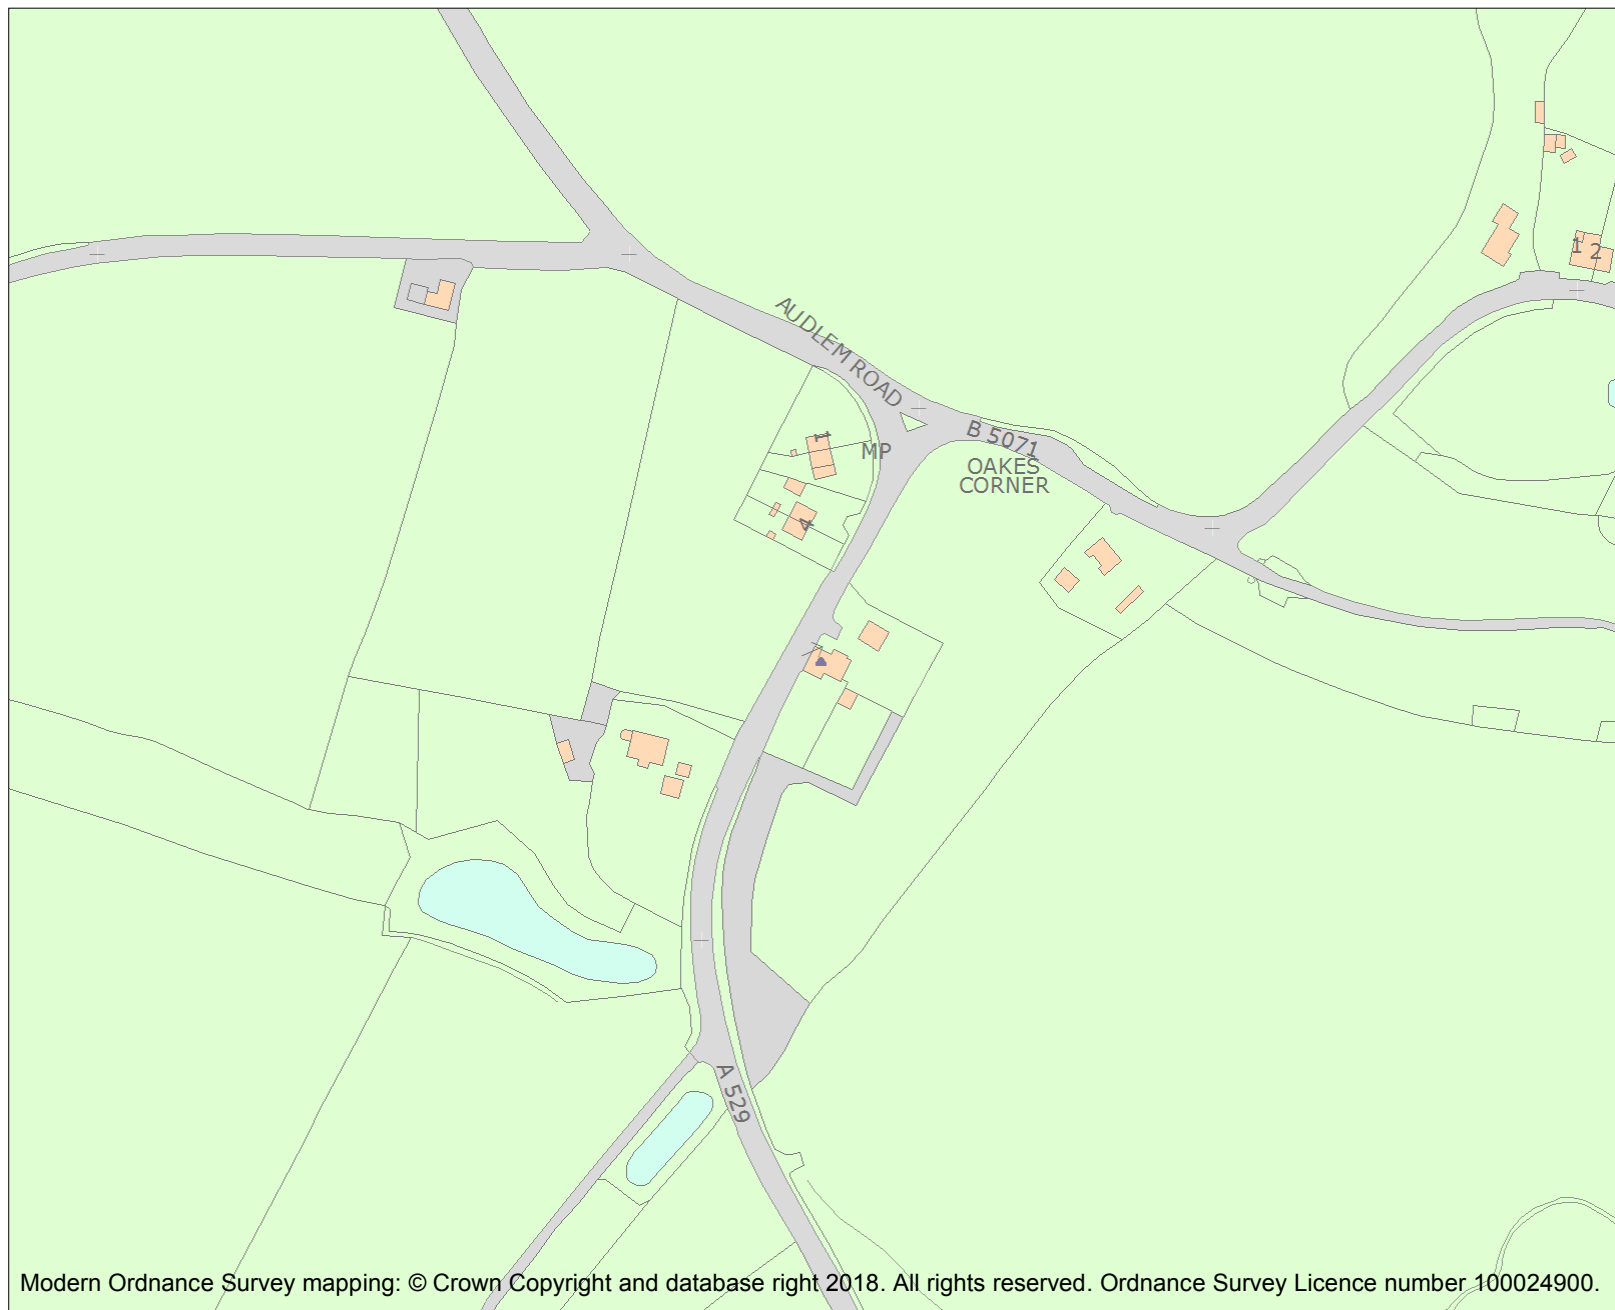 1 2
AUDLEM ROAD
B 5071
1
MP
OAKES
CORNER
4
A 529
Modern Ordnance Survey mapping: © Crown Copyright and database right 2018. All rights reserved. Ordnance Survey Licence number 100024900.